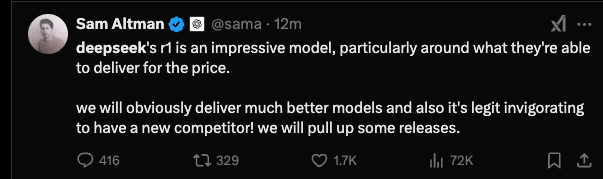 Sam Altman @sama · 12m
deepseek's r1 is an impressive model, particularly around what they're able
to deliver for the price.
we will obviously deliver much better models and also it's legit invigorating
to have a new competitor! we will pull up some releases.
416 329 1.7K 72K